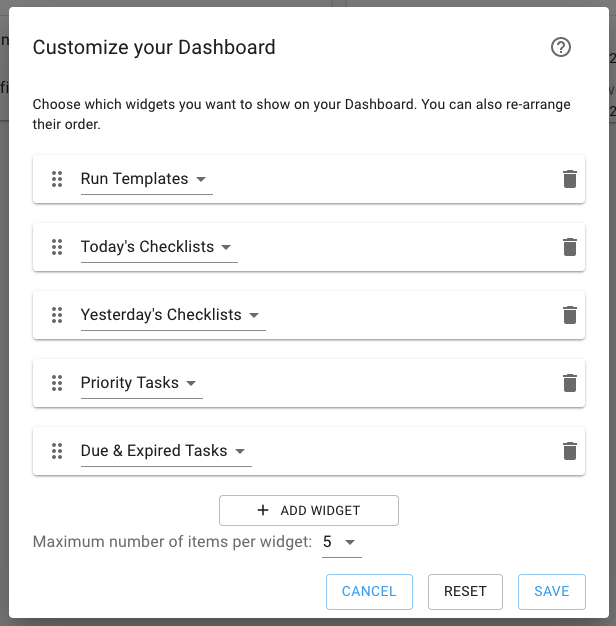 Customize your Dashboard
Choose which widgets you want to show on your Dashboard. You can also re-arrange
their order.
Run Templates
Today's Checklists
Yesterday's Checklists
Priority Tasks
Due & Expired Tasks
+ ADD WIDGET
Maximum number of items per widget: 5
CANCEL RESET SAVE